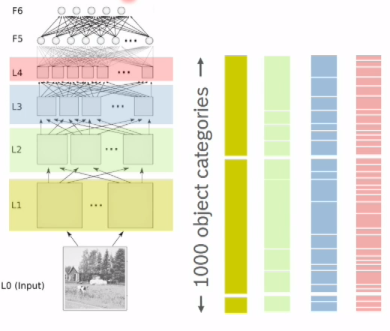 F6
F5
L4
L3
L2
L1
L0 (Input)
1000 object categories